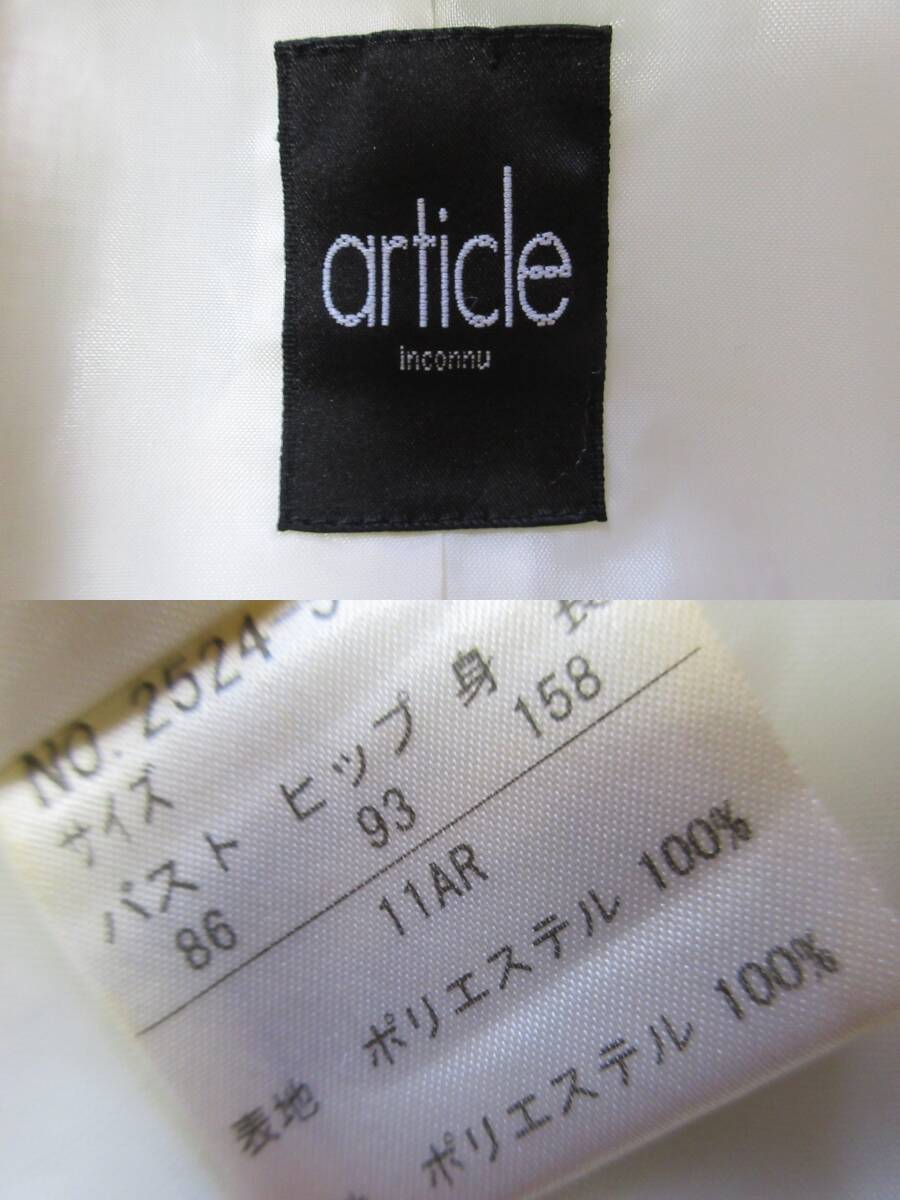 article
inconnu
NO. 2524-
サイズ
バスト ヒップ 身
86 93 158
11AR
表地 ポリエステル 100%
ポリエステル 100%